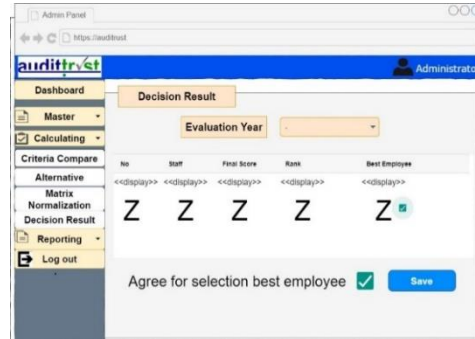 Admin Panel
https://audittrust
audittrvst
Administrato
Dashboard
Master
Calculating
Criteria Compare
Alternative
Matrix
Normalization
Decision Result
Reporting
Log out
Decision Result
Evaluation Year
-
No Staff Final Score Rank Best Employee
<<display>> <<display>> <<display>> <<display>> <<display>>
Z Z Z Z Z
Agree for selection best employee
Save